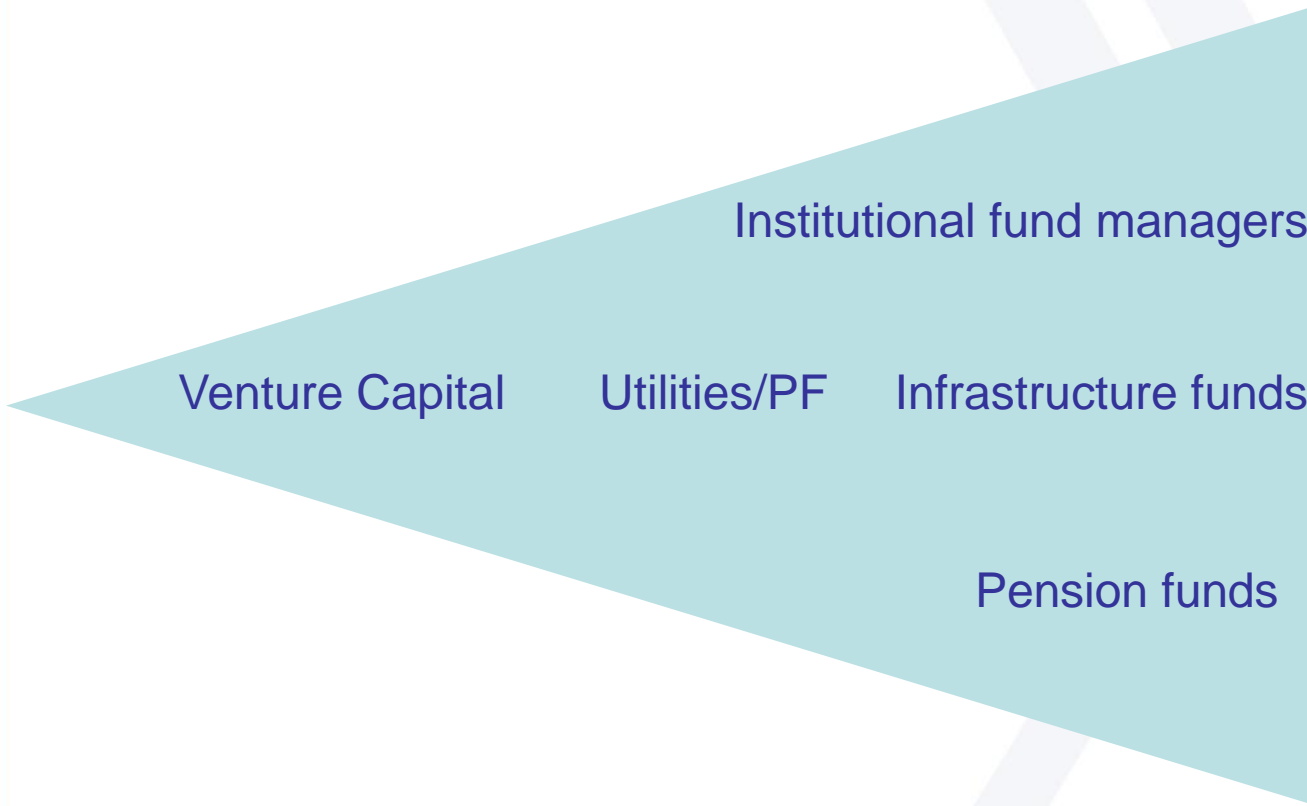 Institutional fund managers
Venture Capital Utilities/PF Infrastructure funds
Pension funds